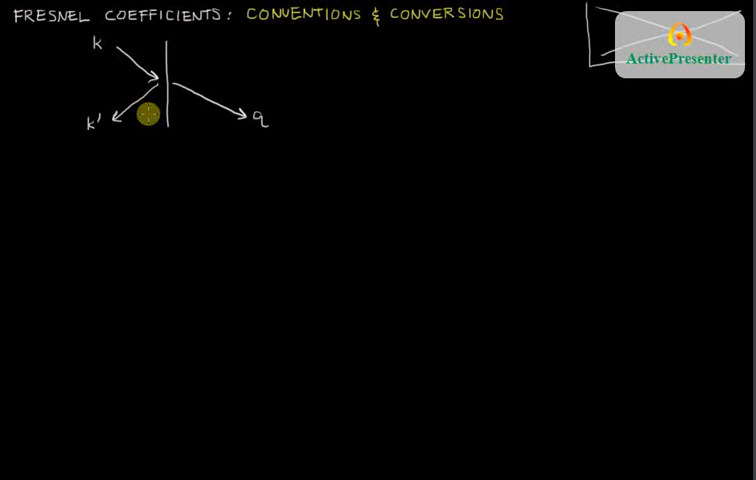 FRESNEL COEFFICIENTS: CONVENTIONS & CONVERSIONS
k
ActivePresenter
k'
q